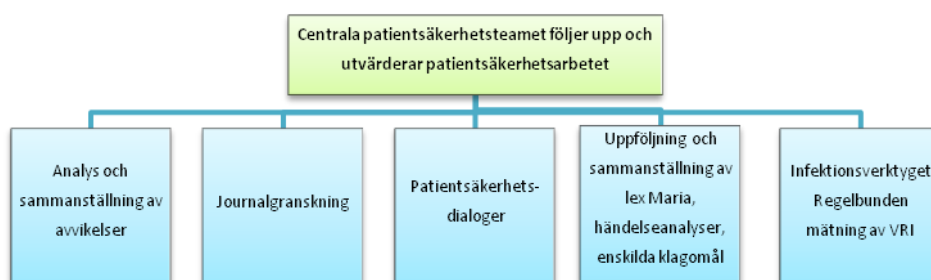 Centrala patientsäkerhetsteamet följer upp och
utvärderar patientsäkerhetsarbetet
Analys och
sammanställning av
avvikelser
Journalgranskning
Patientsäkerhets-
dialoger
Uppföljning och
sammanställning av
lex Maria,
händelseanalyser,
enskilda klagomål
Infektionsverktyget
Regelbunden
mätning av VRI